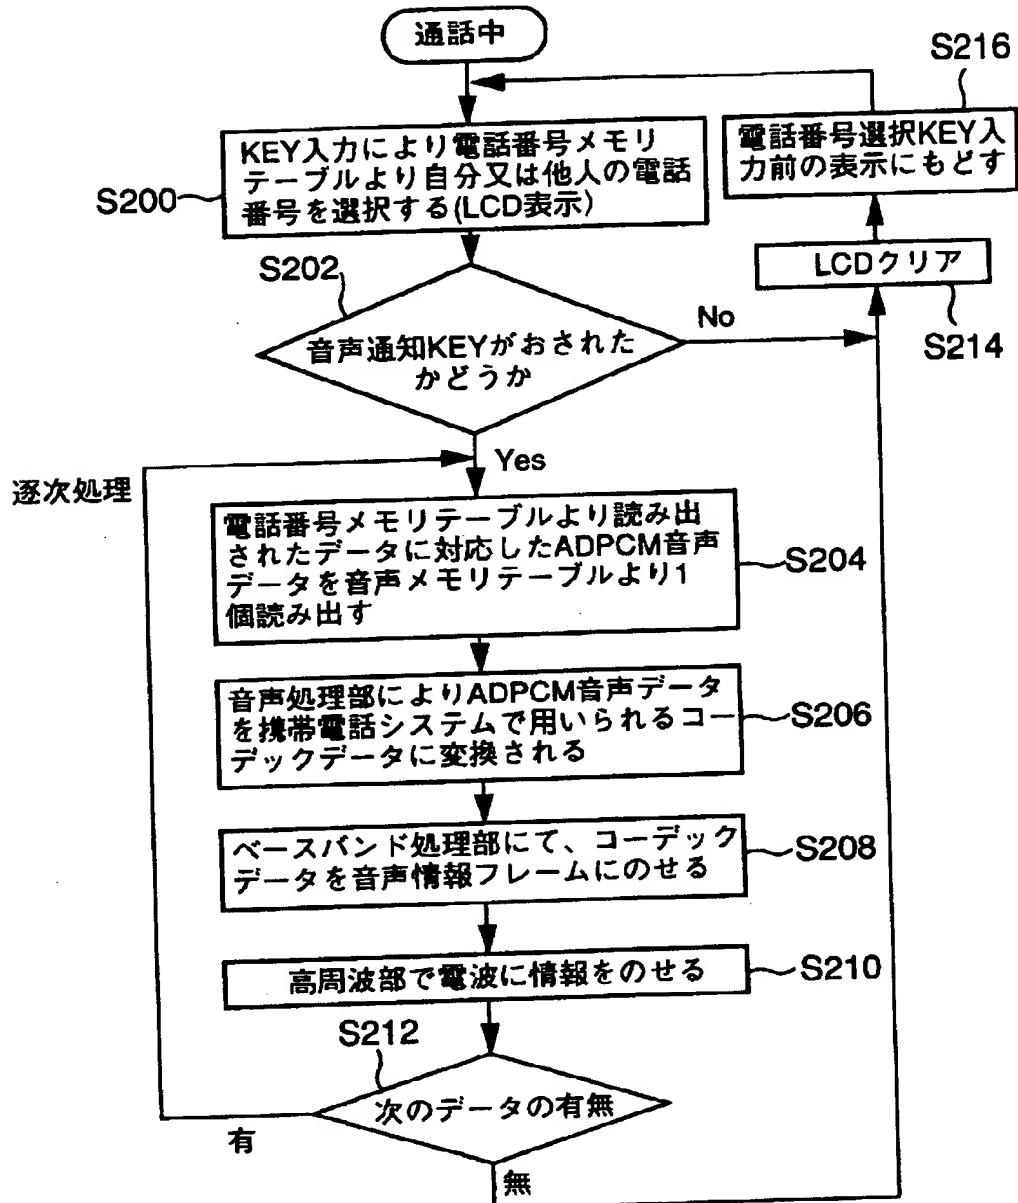 通話中
S216
KEY入力により電話番号メモリ
テーブルより自分又は他人の電話
番号を選択する(LCD表示)
S200
電話番号選択KEY入
力前の表示にもどす
S202
LCDクリア
S214
音声通知KEYがおされた
かどうか
No
Yes
逐次処理
電話番号メモリテーブルより読み出
されたデータに対応したADPCM音声
データを音声メモリテーブルより1
個読み出す
S204
音声処理部によりADPCM音声データ
を携帯電話システムで用いられるコー
デックデータに変換される
S206
ベースバンド処理部にて、コーデック
データを音声情報フレームにのせる
S208
高周波部で電波に情報をのせる
S210
S212
次のデータの有無
有
無